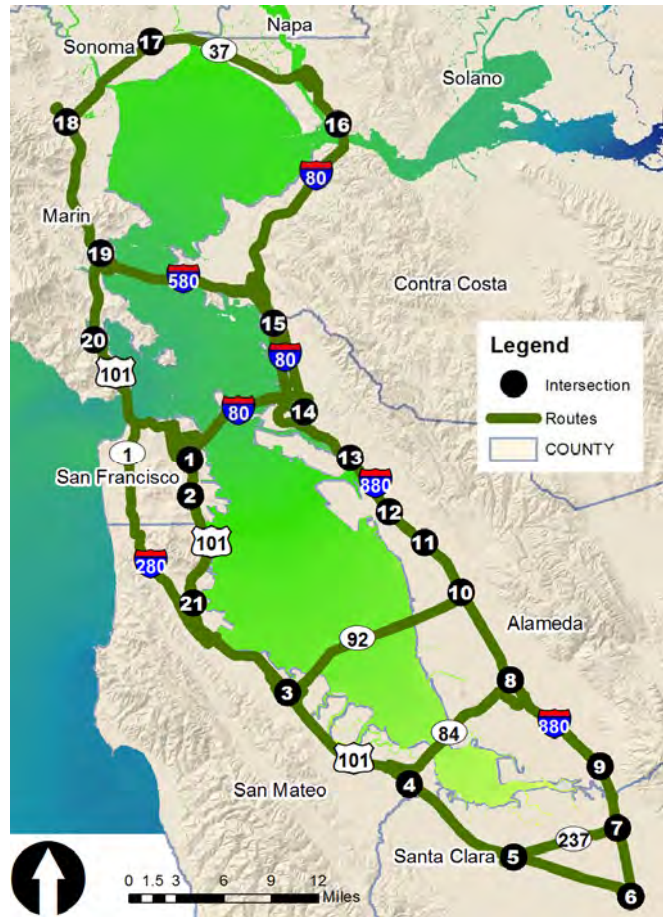 Napa
17
Sonoma
37
Solano
18
16
80
Marin
19
580
Contra Costa
15
20
80
101
80
14
1
San Francisco
1
13
880
2
12
101
11
280
10
21
92
Alameda
8
3
84
880
101
9
4
San Mateo
7
237
Santa Clara
5
6
Legend
Intersection
Routes
COUNTY
0 1.5 3 6 9 12
Miles